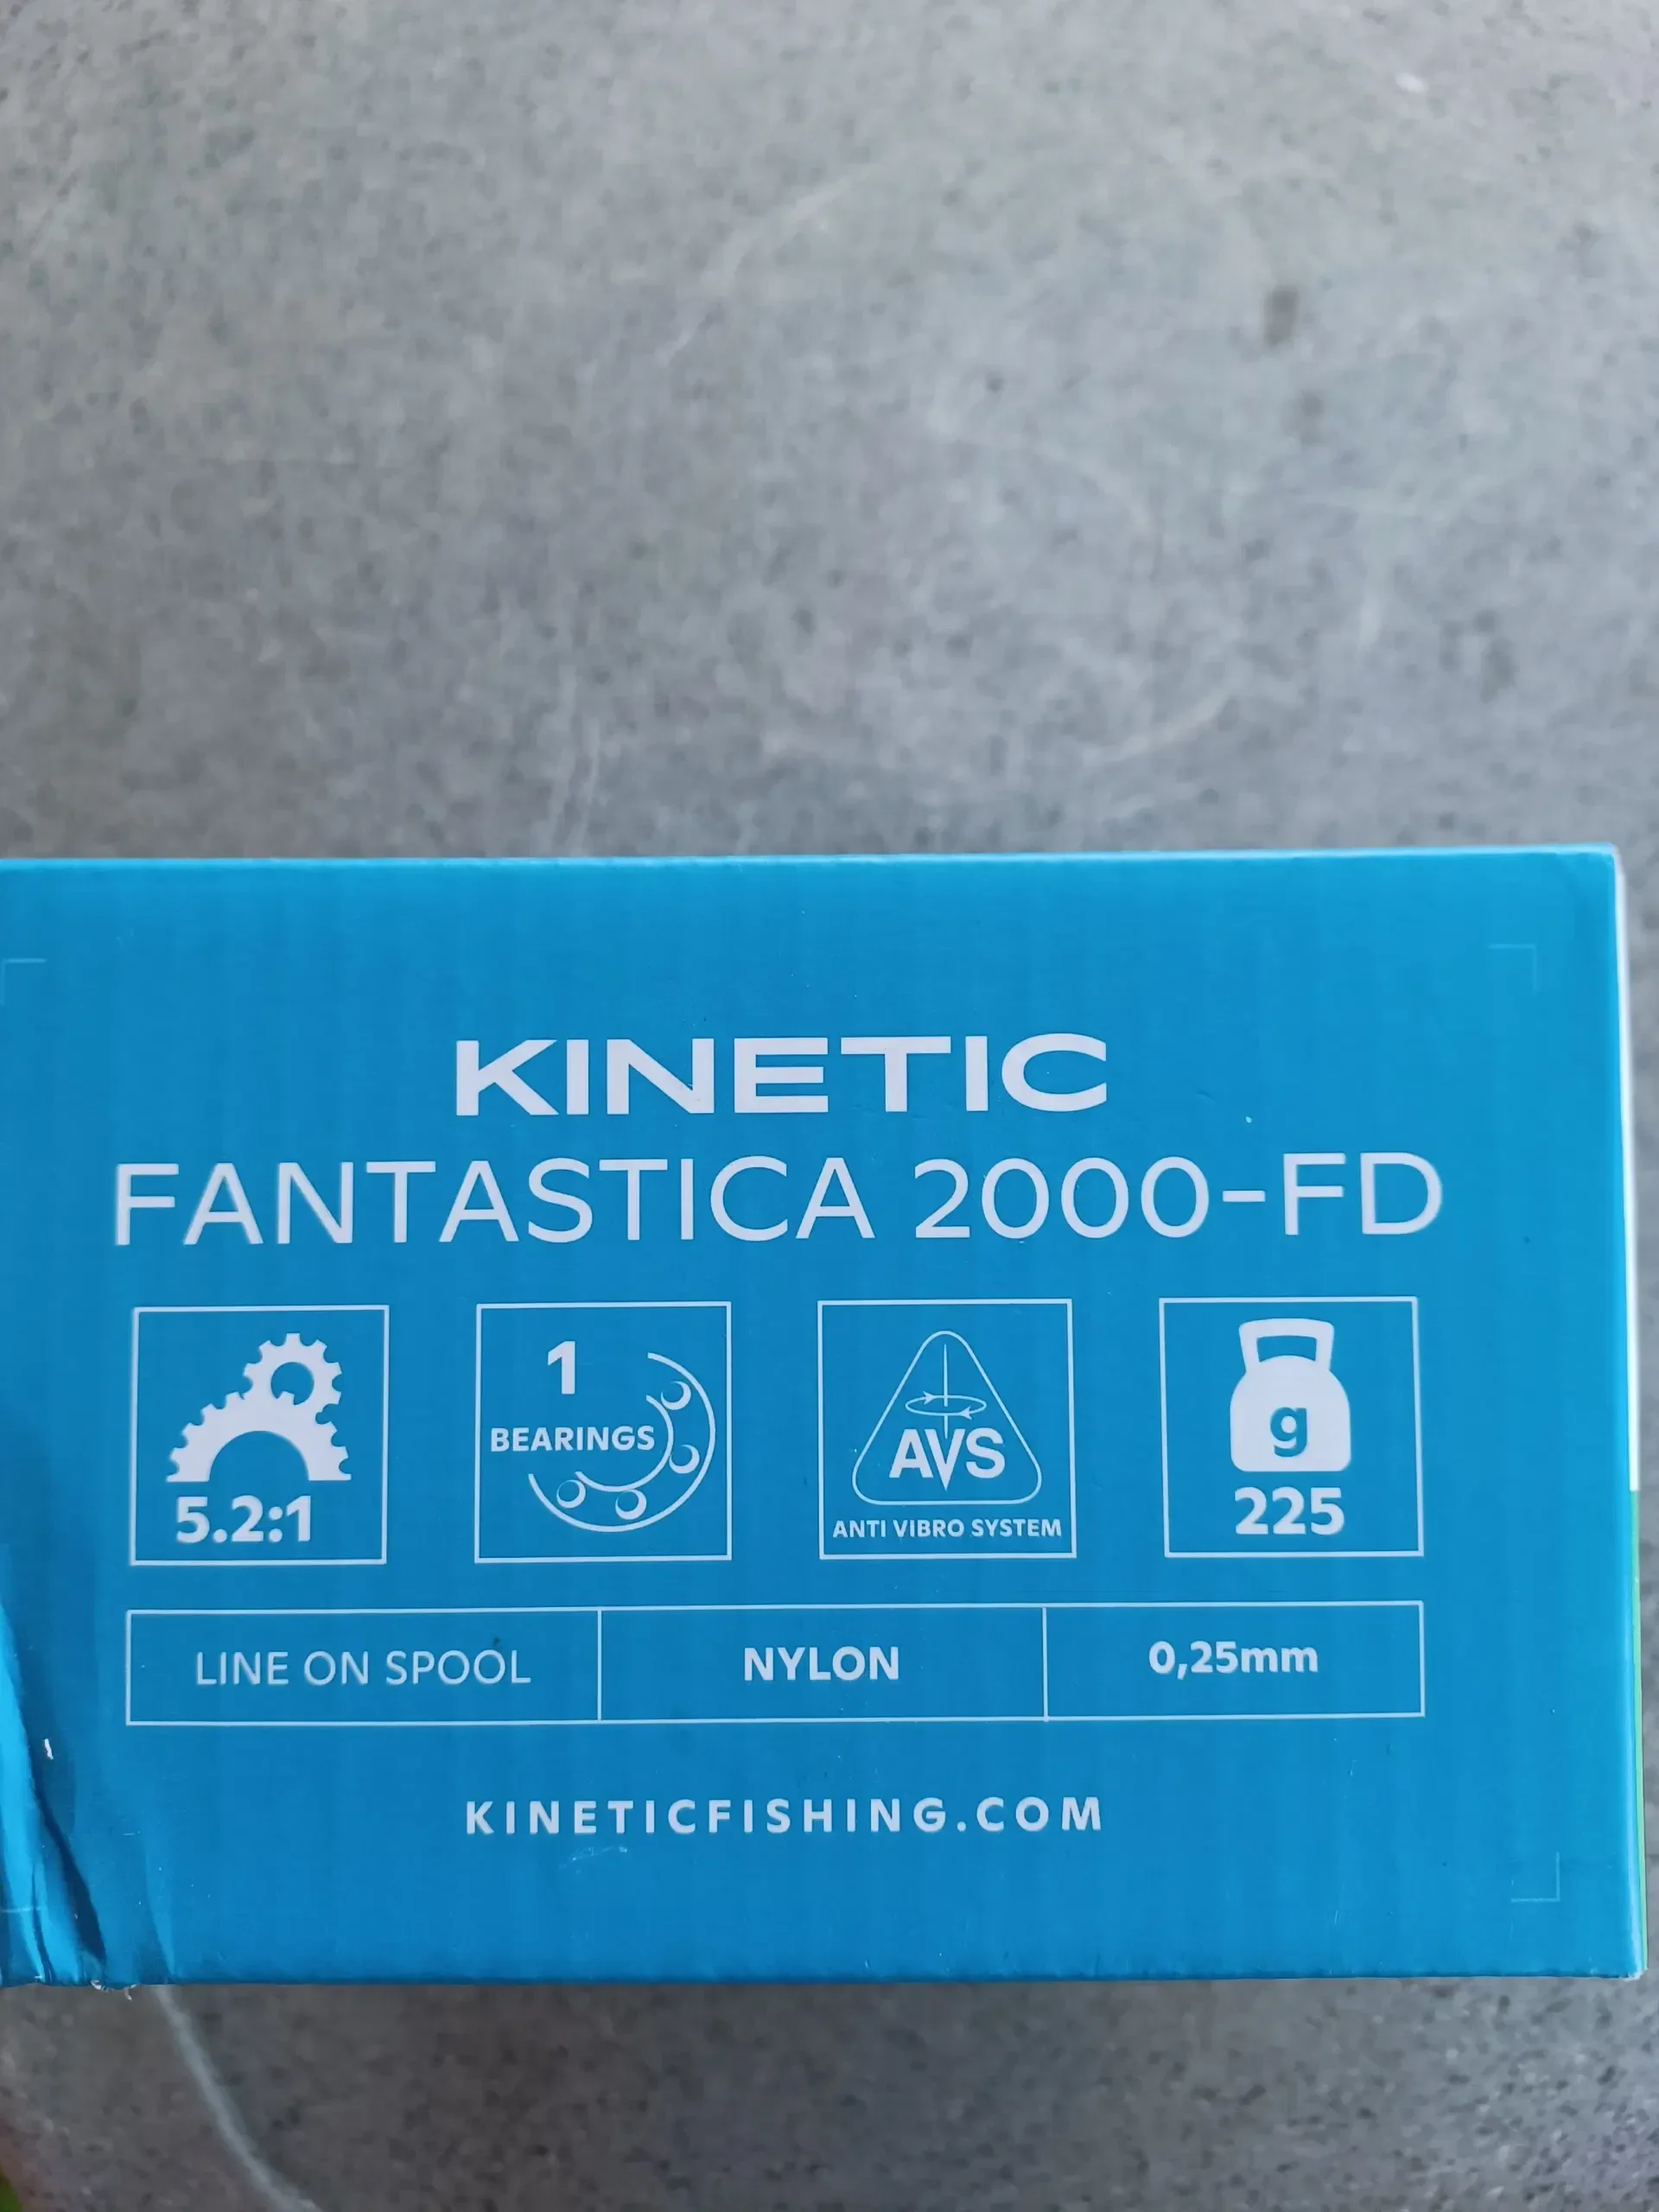 KINETIC
FANTASTICA 2000-FD
5.2:1
1
BEARINGS
AVS
ANTI VIBRO SYSTEM
g
225
LINE ON SPOOL NYLON 0,25mm
KINETICFISHING.COM